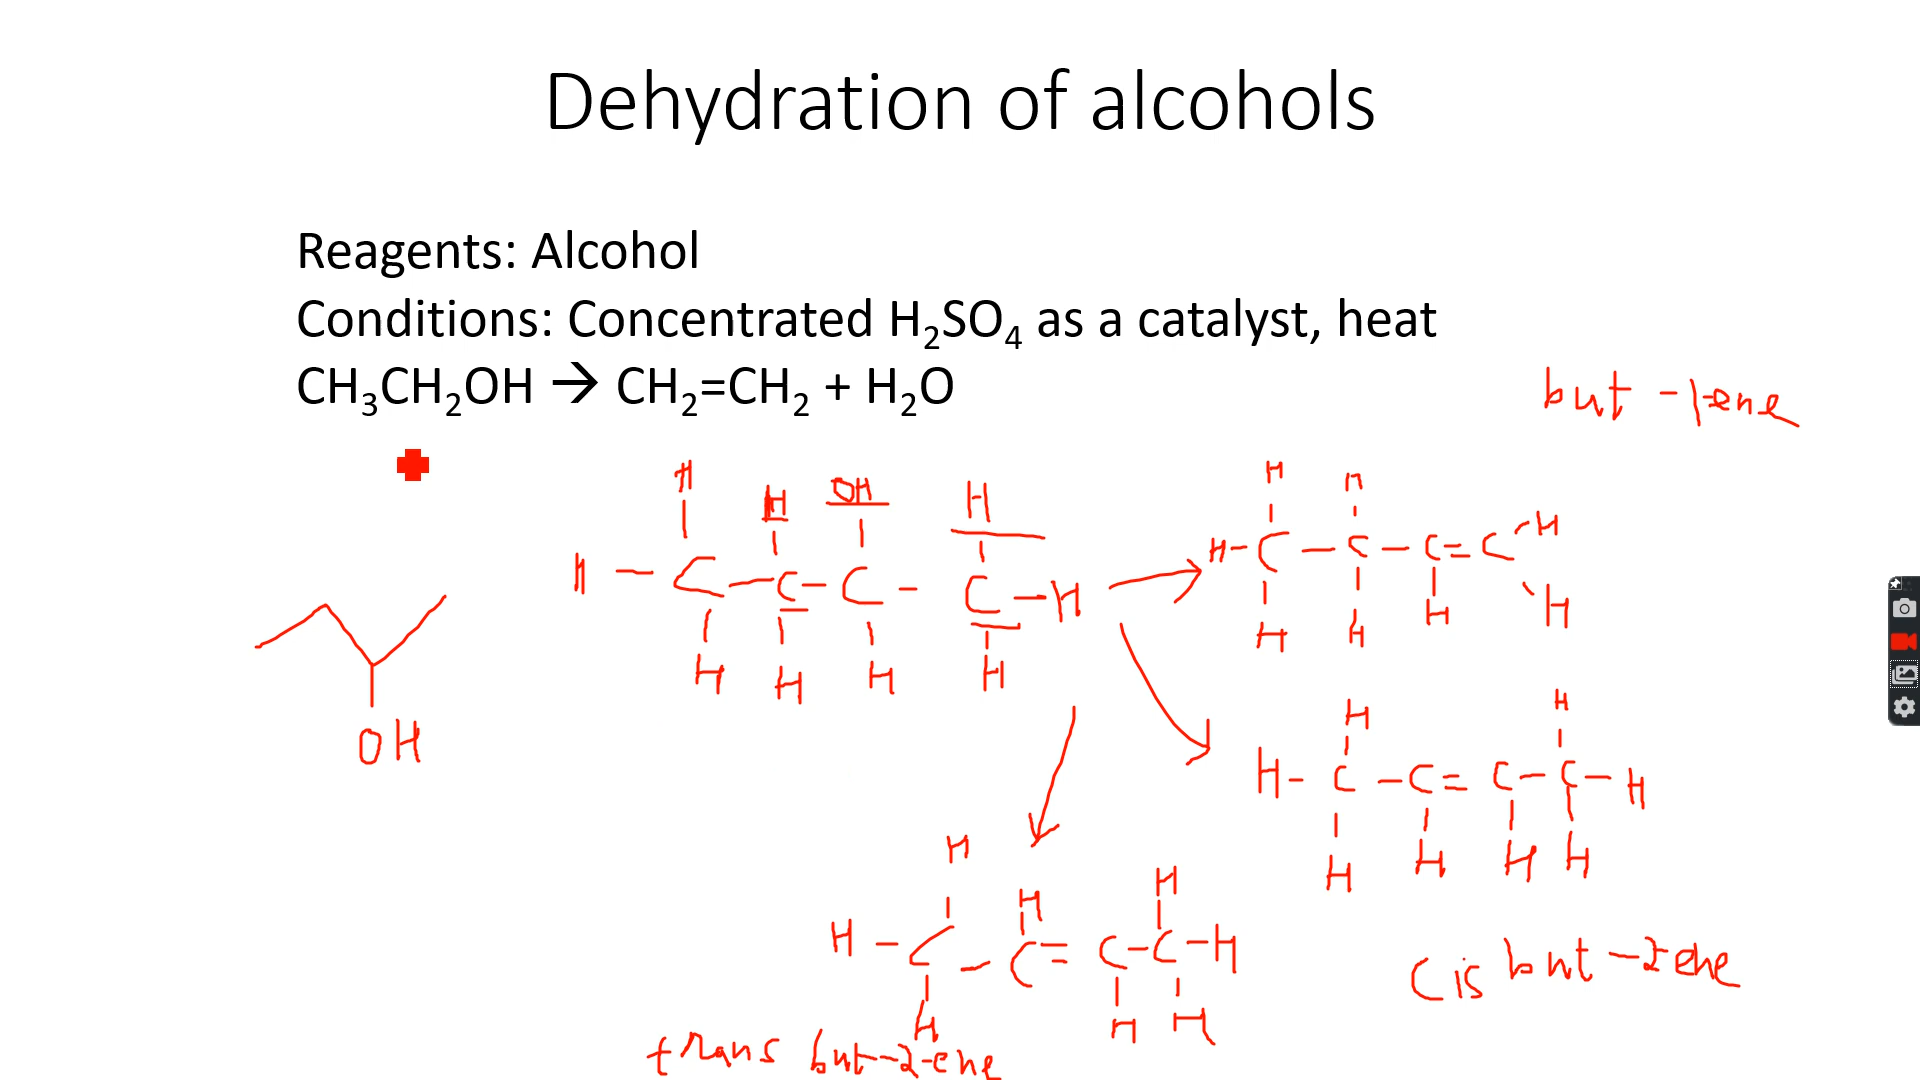 Dehydration of alcohols
Reagents: Alcohol
Conditions: Concentrated H₂SO₄ as a catalyst, heat
CH₃CH₂OH → CH₂=CH₂ + H₂O
but-1-ene
H H OH H
H - C - C - C - C - H
H H H H
H H
H - C - C - C = C H
H H H H
OH
H H
H - C - C = C - C - H
H H H H
H H H
H - C - C = C - C - H
H H H
cis but-2-ene
trans but-2-ene